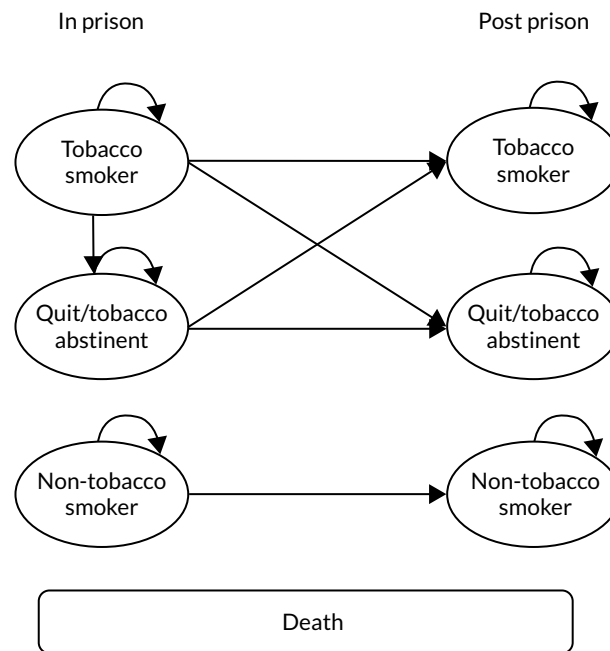 In prison
Post prison
Tobacco
smoker
Tobacco
smoker
Quit/tobacco
abstinent
Quit/tobacco
abstinent
Non-tobacco
smoker
Non-tobacco
smoker
Death